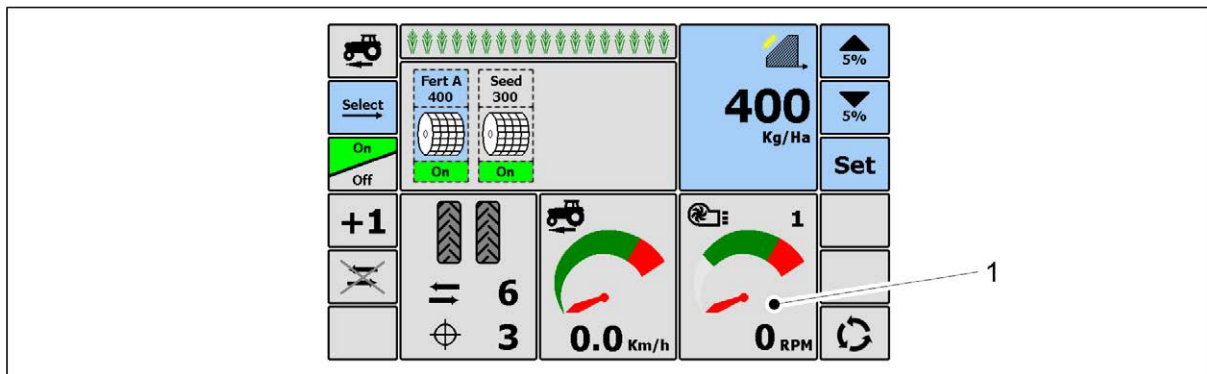 5%
Fert A
400
Seed
300
400
Kg/Ha
Select
5%
On
Off
On
On
Set
+1
1
6
3
0.0 Km/h
0 RPM
1